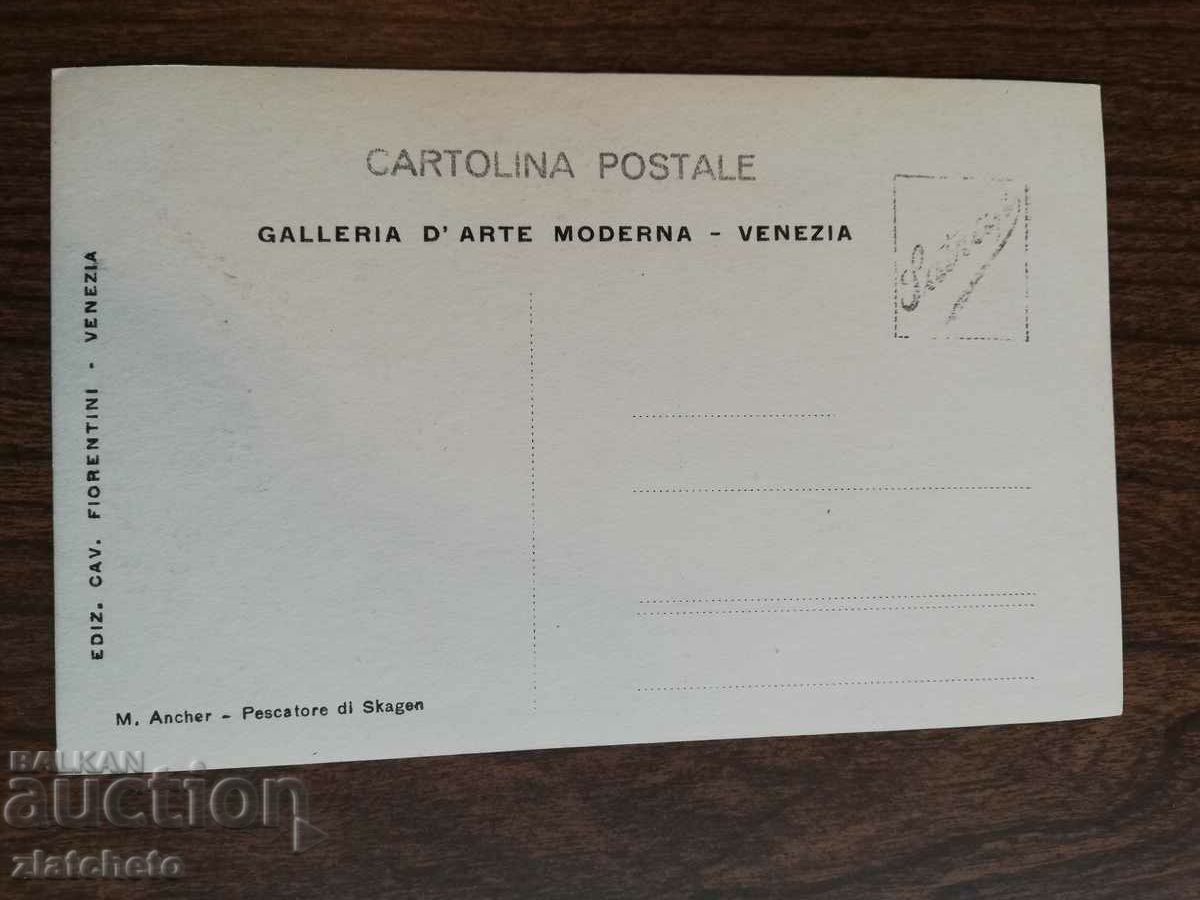 CARTOLINA POSTALE
GALLERIA D' ARTE MODERNA - VENEZIA
EDIZ. CAV. FIORENTINI - VENEZIA
M. Ancher - Pescatore di Skagen
BALKAN
auction
zlatcheto